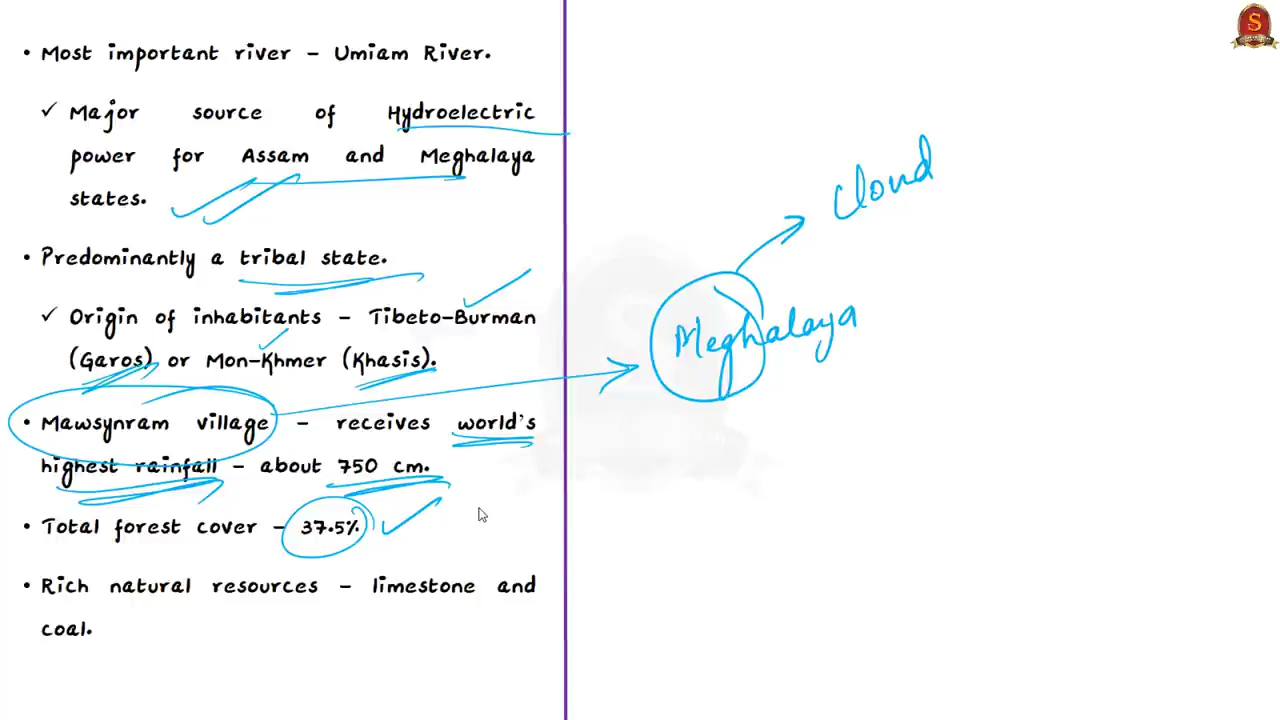 • Most important river – Umiam River.
✓ Major source of Hydroelectric
power for Assam and Meghalaya
states.
• Predominantly a tribal state.
✓ Origin of inhabitants – Tibeto-Burman
(Garos) or Mon-Khmer (Khasis).
• Mawsynram village – receives world's
highest rainfall – about 750 cm.
• Total forest cover – 37.5%
• Rich natural resources – limestone and
coal.
cloud
Meghalaya
S